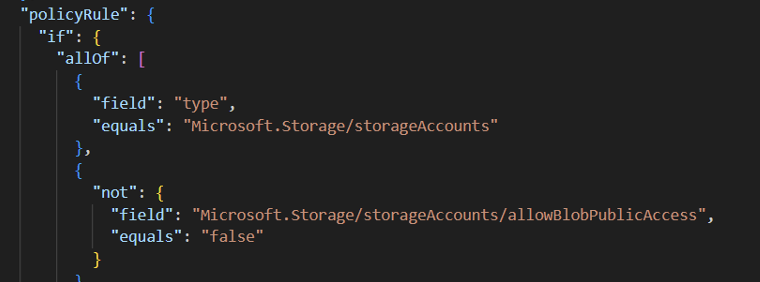 "policyRule": {
"if": {
"allOf": [
{
"field": "type",
"equals": "Microsoft.Storage/storageAccounts"
},
{
"not": {
"field": "Microsoft.Storage/storageAccounts/allowBlobPublicAccess",
"equals": "false"
}
}